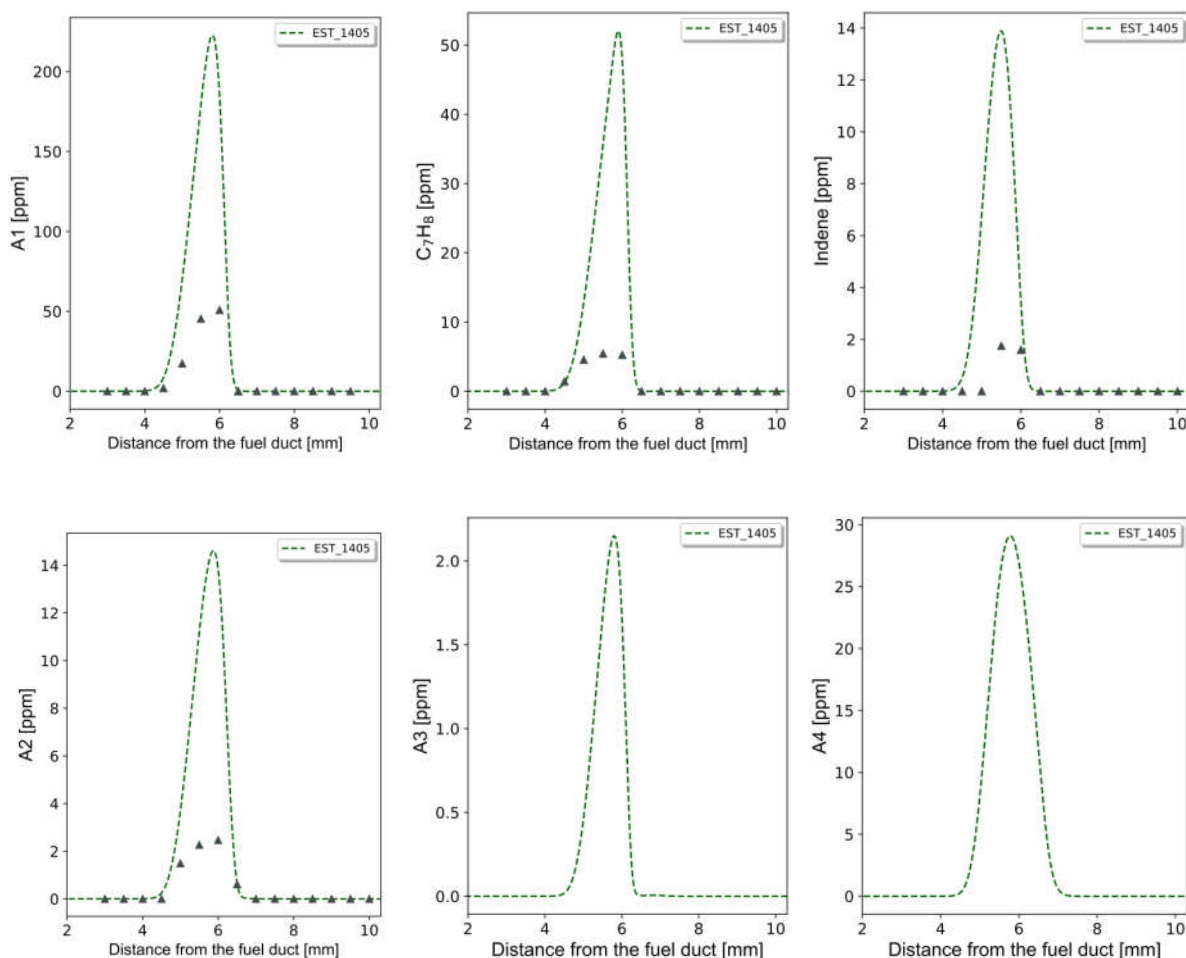 EST_1405
A1 [ppm]
200
150
100
50
0
2 4 6 8 10
Distance from the fuel duct [mm]
EST_1405
C₇H₈ [ppm]
50
40
30
20
10
0
2 4 6 8 10
Distance from the fuel duct [mm]
EST_1405
Indene [ppm]
14
12
10
8
6
4
2
0
2 4 6 8 10
Distance from the fuel duct [mm]
EST_1405
A2 [ppm]
14
12
10
8
6
4
2
0
2 4 6 8 10
Distance from the fuel duct [mm]
EST_1405
A3 [ppm]
2.0
1.5
1.0
0.5
0.0
2 4 6 8 10
Distance from the fuel duct [mm]
EST_1405
A4 [ppm]
30
25
20
15
10
5
0
2 4 6 8 10
Distance from the fuel duct [mm]